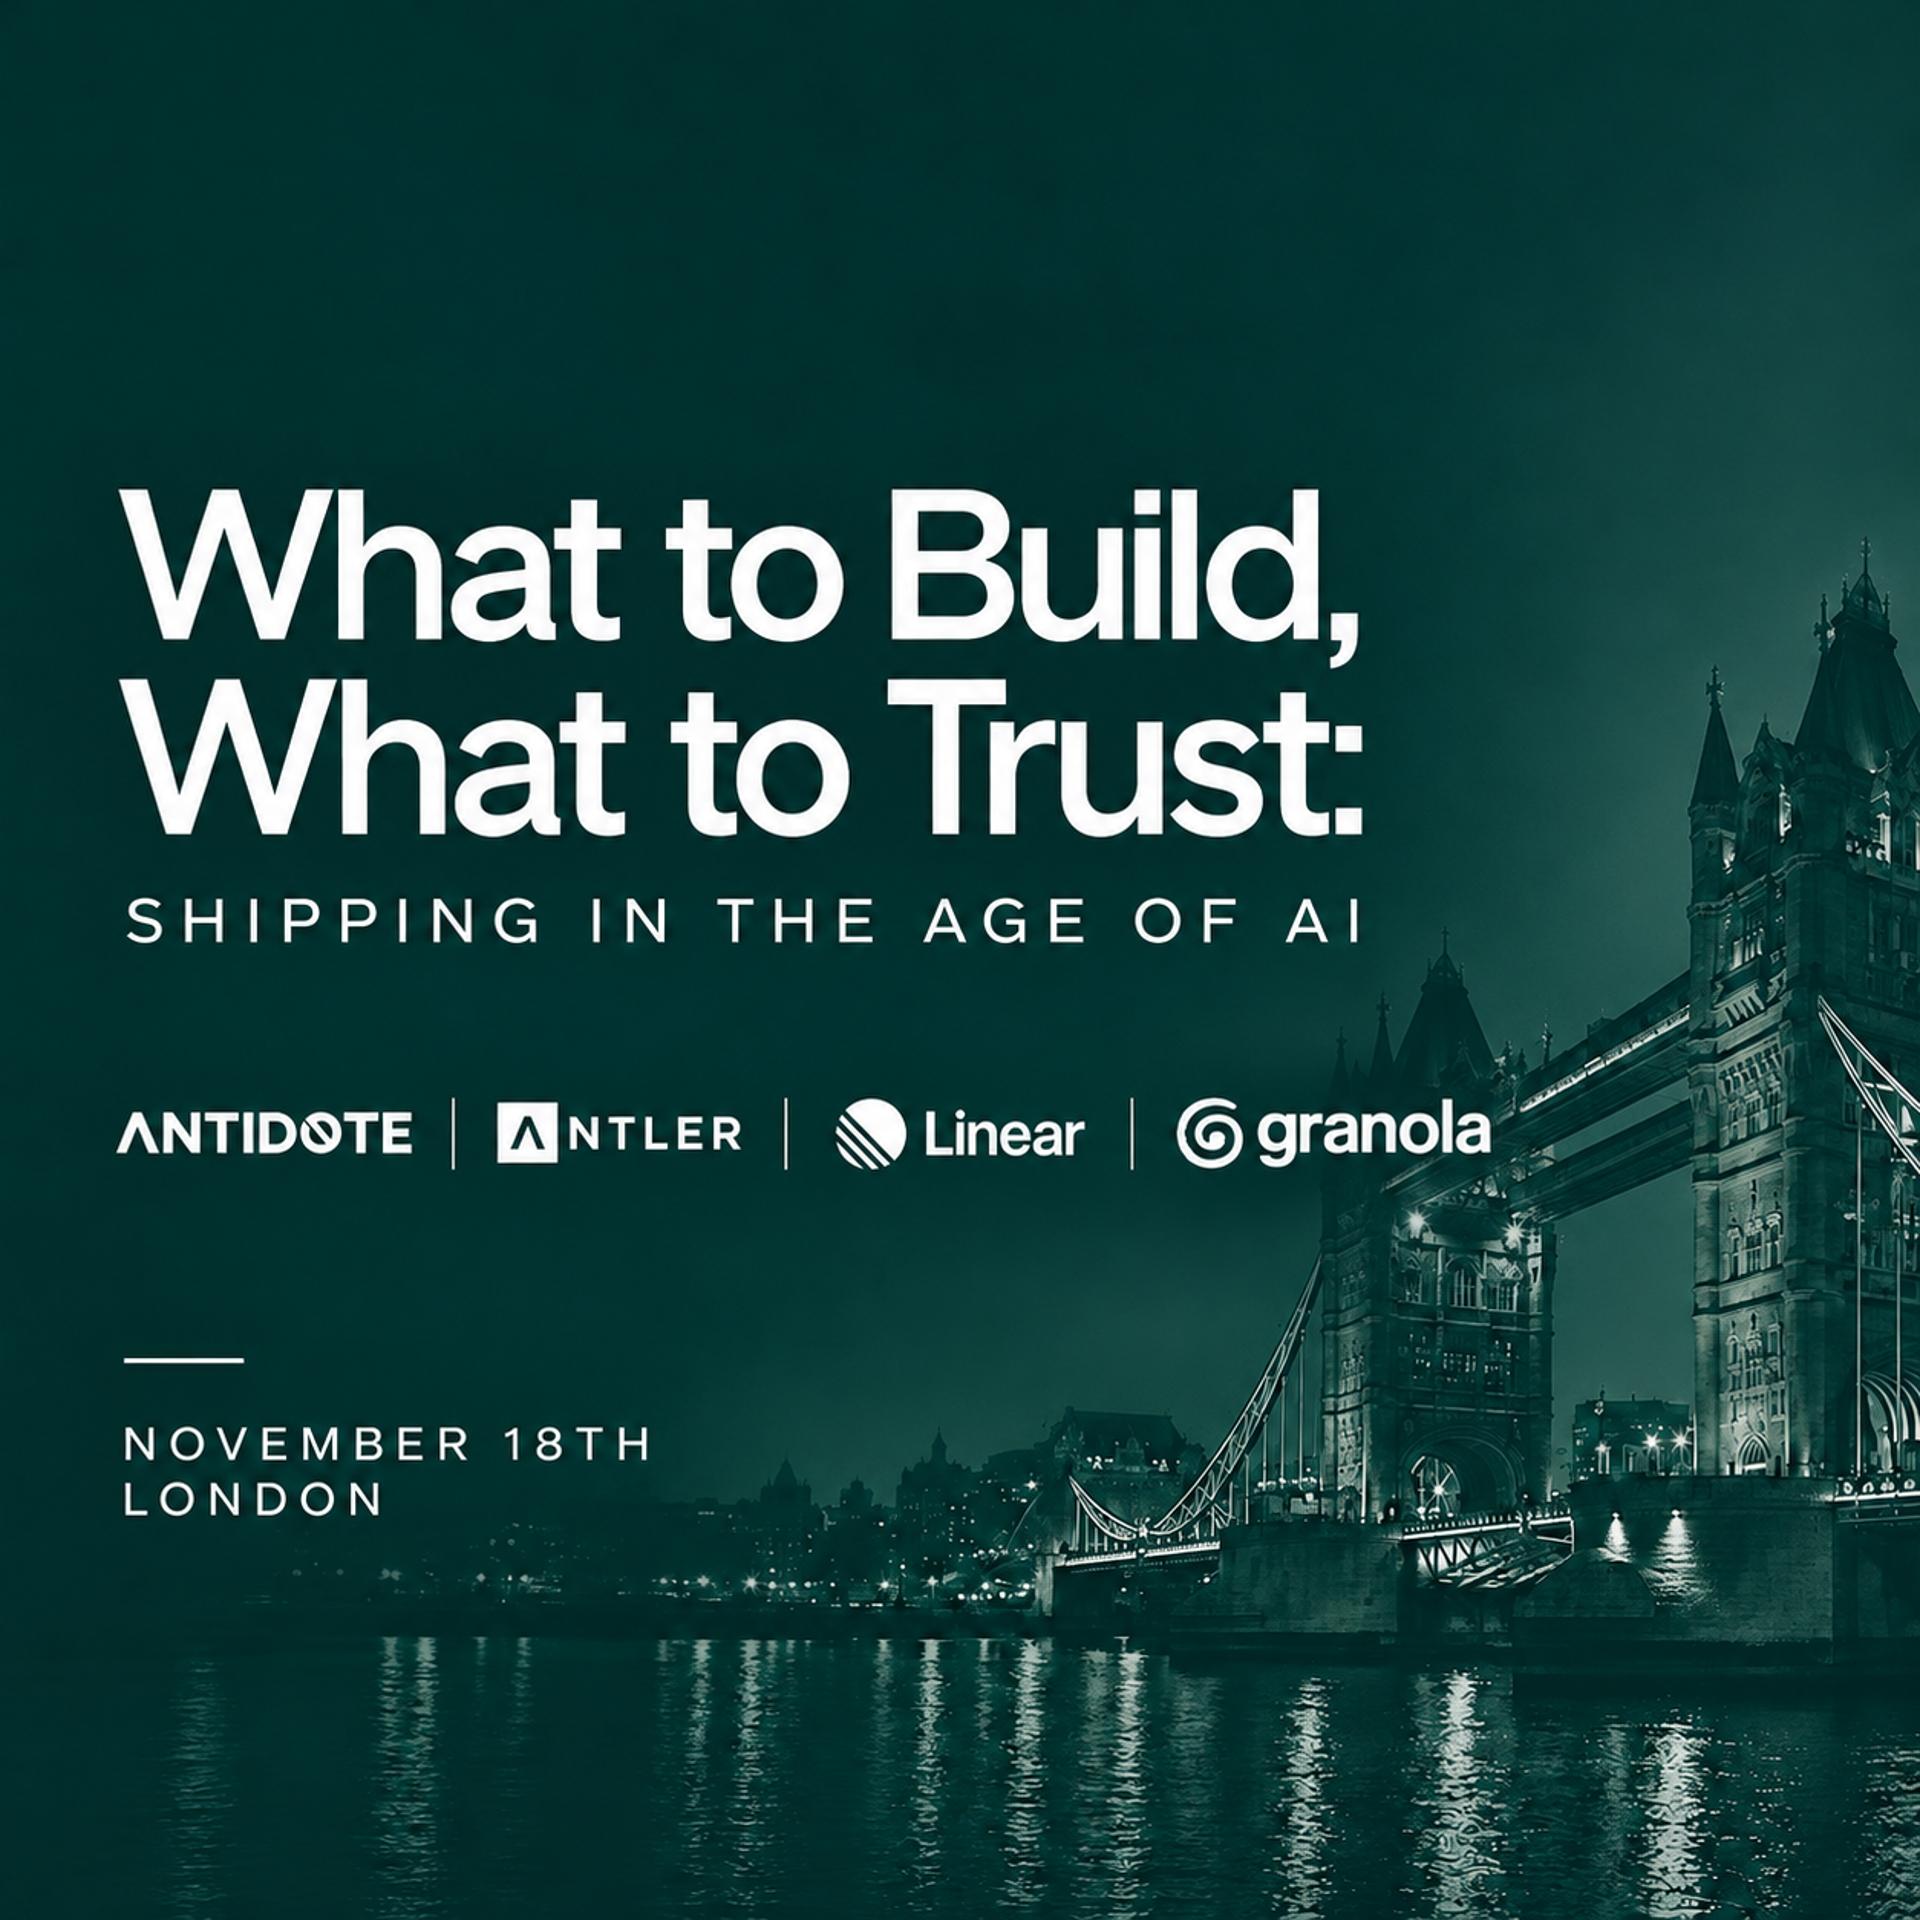 What to Build,
What to Trust:
SHIPPING IN THE AGE OF AI
ANTIDOTE | ANTLER | Linear | granola
NOVEMBER 18TH
LONDON